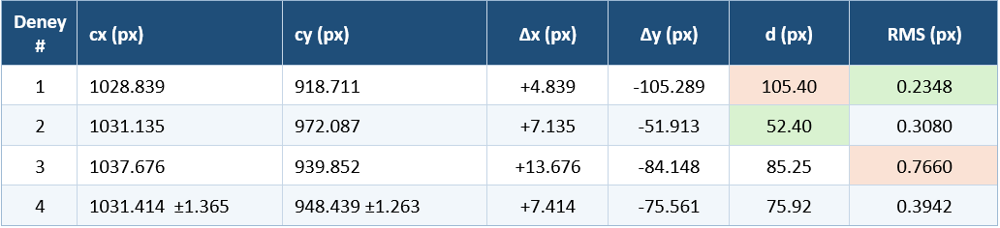 Deney # cx (px) cy (px) Δx (px) Δy (px) d (px) RMS (px)
1 1028.839 918.711 +4.839 -105.289 105.40 0.2348
2 1031.135 972.087 +7.135 -51.913 52.40 0.3080
3 1037.676 939.852 +13.676 -84.148 85.25 0.7660
4 1031.414 ±1.365 948.439 ±1.263 +7.414 -75.561 75.92 0.3942